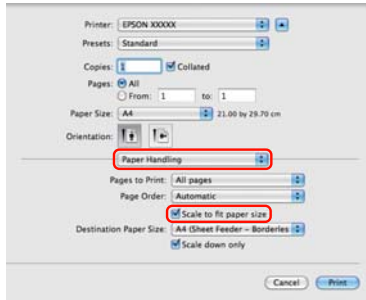 Printer: EPSON XXXXX
Presets: Standard
Copies: 1 Collated
Pages: All
From: 1 to: 1
Paper Size: A4 21.00 by 29.70 cm
Orientation:
Paper Handling
Pages to Print: All pages
Page Order: Automatic
Scale to fit paper size
Destination Paper Size: A4 (Sheet Feeder - Borderles
Scale down only
Cancel Print